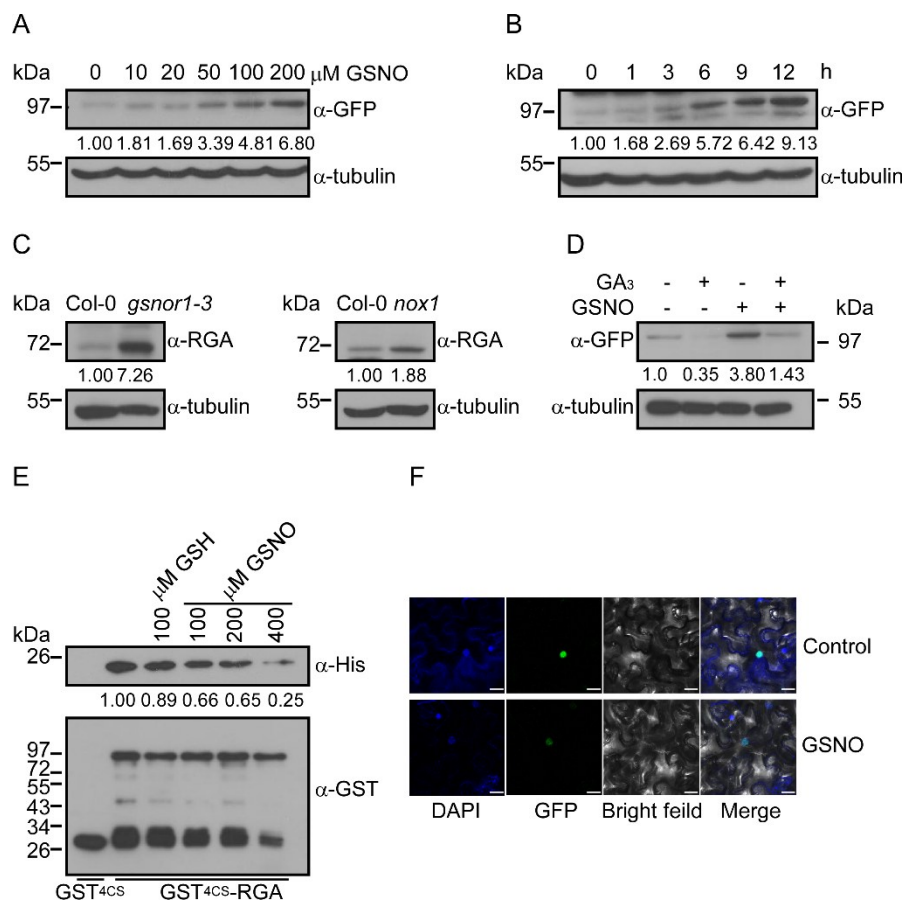 A
kDa 0 10 20 50 100 200 μM GSNO
97 α-GFP
1.00 1.81 1.69 3.39 4.81 6.80
55 α-tubulin
B
kDa 0 1 3 6 9 12 h
97 α-GFP
1.00 1.68 2.69 5.72 6.42 9.13
55 α-tubulin
C
kDa Col-0 gsnor1-3
72 α-RGA
1.00 7.26
55 α-tubulin
kDa Col-0 nox1
72 α-RGA
1.00 1.88
55 α-tubulin
D
GA3 - + - +
GSNO - - + + kDa
α-GFP 97
1.0 0.35 3.80 1.43
α-tubulin 55
E
μM GSH μM GSNO
100 100 200 400
kDa
26 α-His
1.00 0.89 0.66 0.65 0.25
97
72
55
43
34
26
α-GST
GST4CS GST4CS-RGA
F
Control
GSNO
DAPI GFP Bright feild Merge